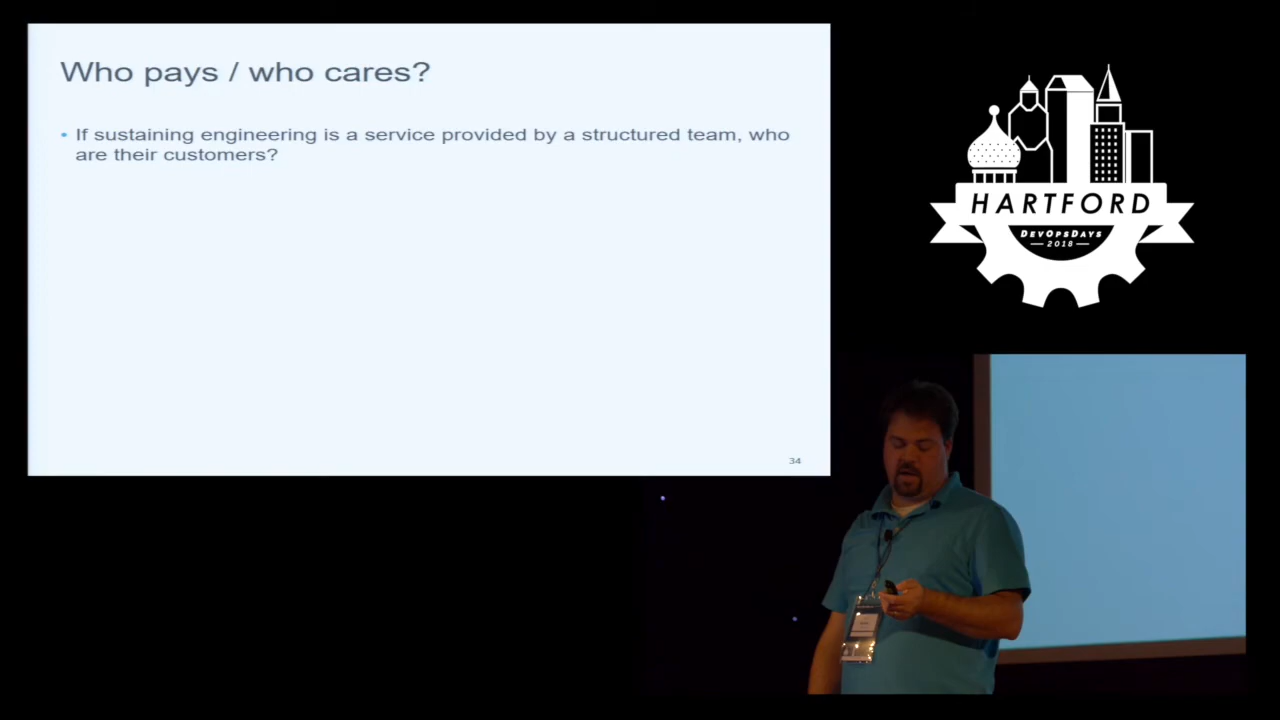 Who pays / who cares?
• If sustaining engineering is a service provided by a structured team, who
are their customers?
34
HARTFORD
DEVOPSDAYS
2018